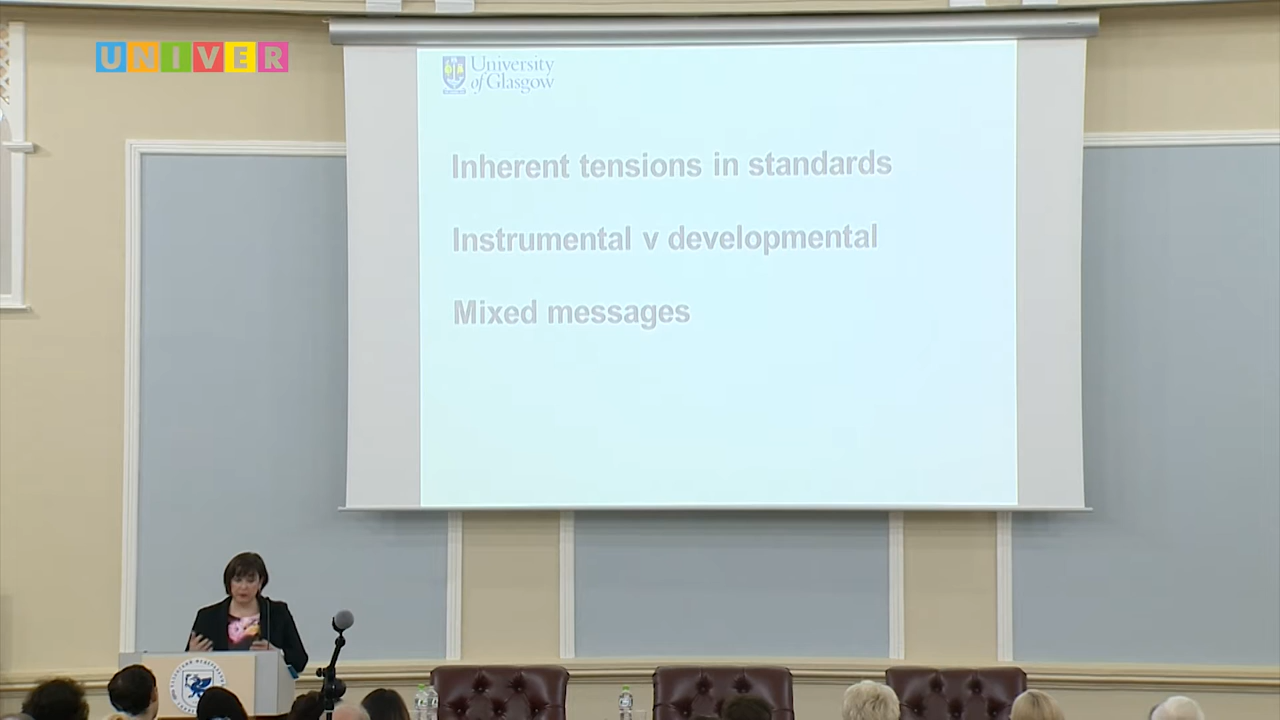 UNIVER
University
of Glasgow
Inherent tensions in standards
Instrumental v developmental
Mixed messages